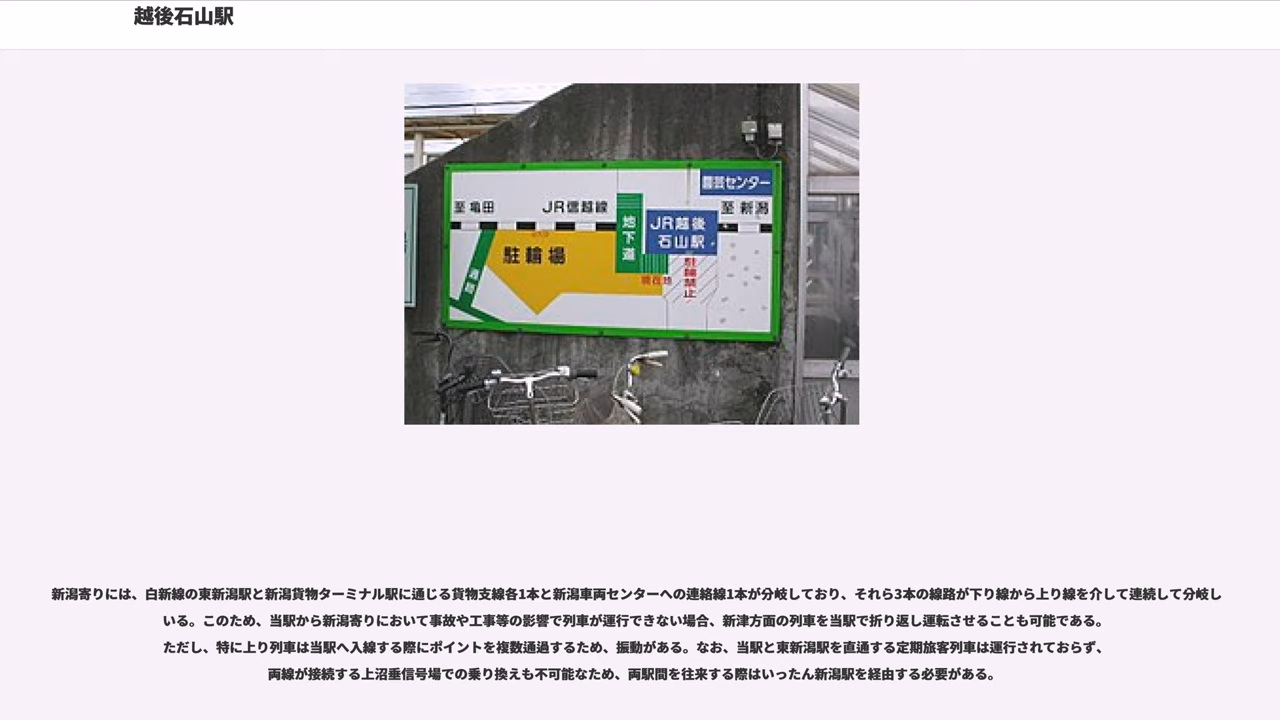 越後石山駅
園芸センター
至 亀田
JR信越線
至 新潟
地下道
JR越後
石山駅
駐輪場
通路
現在地
駐輪禁止
新潟寄りには、白新線の東新潟駅と新潟貨物ターミナル駅に通じる貨物支線各1本と新潟車両センターへの連絡線1本が分岐しており、それら3本の線路が下り線から上り線を介して連続して分岐し
いる。このため、当駅から新潟寄りにおいて事故や工事等の影響で列車が運行できない場合、新津方面の列車を当駅で折り返し運転させることも可能である。
ただし、特に上り列車は当駅へ入線する際にポイントを複数通過するため、振動がある。なお、当駅と東新潟駅を直通する定期旅客列車は運行されておらず、
両線が接続する上沼垂信号場での乗り換えも不可能なため、両駅間を往来する際はいったん新潟駅を経由する必要がある。